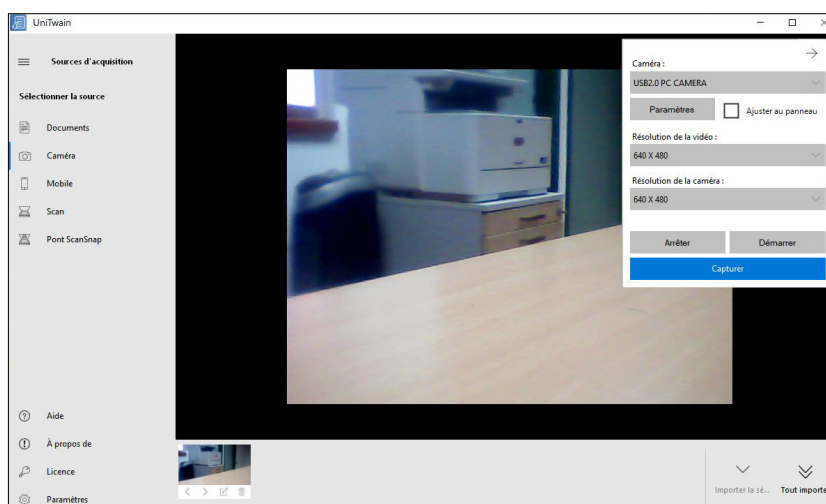 UniTwain
Sources d'acquisition
Sélectionner la source
Documents
Caméra
Mobile
Scan
Pont ScanSnap
Aide
À propos de
Licence
Paramètres
Caméra :
USB2.0 PC CAMERA
Paramètres
Ajuster au panneau
Résolution de la vidéo :
640 X 480
Résolution de la caméra :
640 X 480
Arrêter
Démarrer
Capturer
Importer la sé...
Tout importe